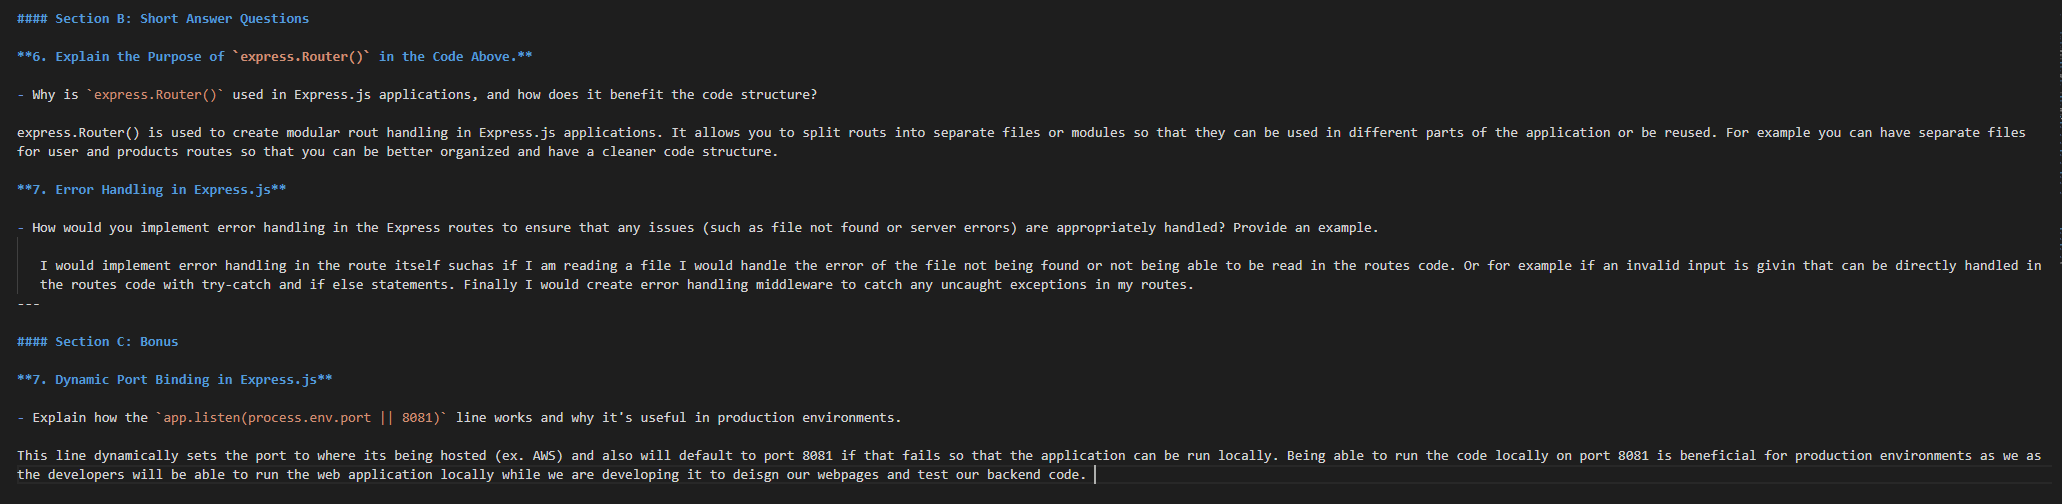 #### Section B: Short Answer Questions
**6. Explain the Purpose of `express.Router()` in the Code Above.**
- Why is `express.Router()` used in Express.js applications, and how does it benefit the code structure?
express.Router() is used to create modular rout handling in Express.js applications. It allows you to split routs into separate files or modules so that they can be used in different parts of the application or be reused. For example you can have separate files
for user and products routes so that you can be better organized and have a cleaner code structure.
**7. Error Handling in Express.js**
- How would you implement error handling in the Express routes to ensure that any issues (such as file not found or server errors) are appropriately handled? Provide an example.
I would implement error handling in the route itself suchas if I am reading a file I would handle the error of the file not being found or not being able to be read in the routes code. Or for example if an invalid input is givin that can be directly handled in
the routes code with try-catch and if else statements. Finally I would create error handling middleware to catch any uncaught exceptions in my routes.
---
#### Section C: Bonus
**7. Dynamic Port Binding in Express.js**
- Explain how the `app.listen(process.env.port || 8081)` line works and why it's useful in production environments.
This line dynamically sets the port to where its being hosted (ex. AWS) and also will default to port 8081 if that fails so that the application can be run locally. Being able to run the code locally on port 8081 is beneficial for production environments as we as
the developers will be able to run the web application locally while we are developing it to deisgn our webpages and test our backend code.